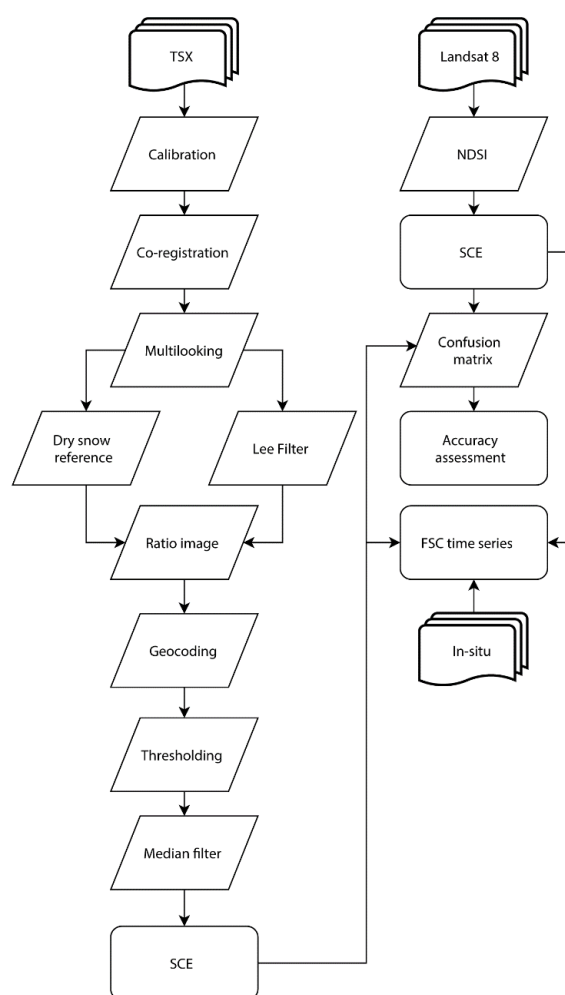 TSX
Calibration
Co-registration
Multilooking
Dry snow
reference
Lee Filter
Ratio image
Geocoding
Thresholding
Median filter
SCE
Landsat 8
NDSI
SCE
Confusion
matrix
Accuracy
assessment
FSC time series
In-situ